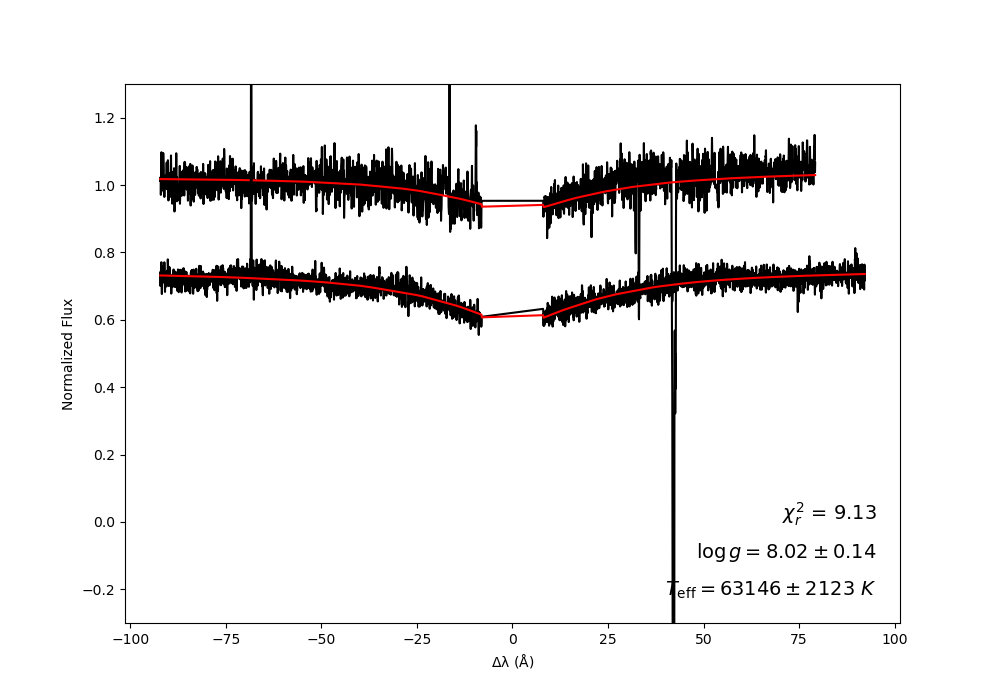 1.2
1.0
0.8
0.6
0.4
0.2
0.0
−0.2
Normalized Flux
χ²ᵣ = 9.13
log g = 8.02 ± 0.14
T_eff = 63146 ± 2123 K
−100 −75 −50 −25 0 25 50 75 100
Δλ (Å)